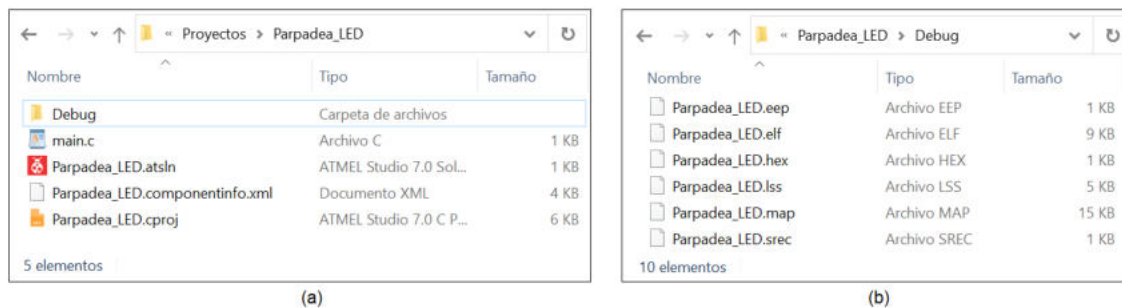 « Proyectos > Parpadea_LED
Nombre Tipo Tamaño
Debug Carpeta de archivos
main.c Archivo C 1 KB
Parpadea_LED.atsln ATMEL Studio 7.0 Sol... 1 KB
Parpadea_LED.componentinfo.xml Documento XML 4 KB
Parpadea_LED.cproj ATMEL Studio 7.0 C P... 6 KB
5 elementos
(a)
« Parpadea_LED > Debug
Nombre Tipo Tamaño
Parpadea_LED.eep Archivo EEP 1 KB
Parpadea_LED.elf Archivo ELF 9 KB
Parpadea_LED.hex Archivo HEX 1 KB
Parpadea_LED.lss Archivo LSS 5 KB
Parpadea_LED.map Archivo MAP 15 KB
Parpadea_LED.srec Archivo SREC 1 KB
10 elementos
(b)